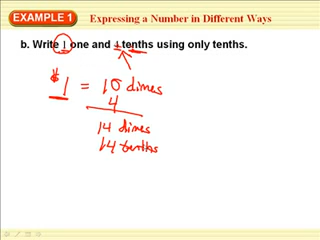 EXAMPLE 1 Expressing a Number in Different Ways
b. Write 1 one and 4 tenths using only tenths.
$1 = 10 dimes
4
14 dimes
14 tenths